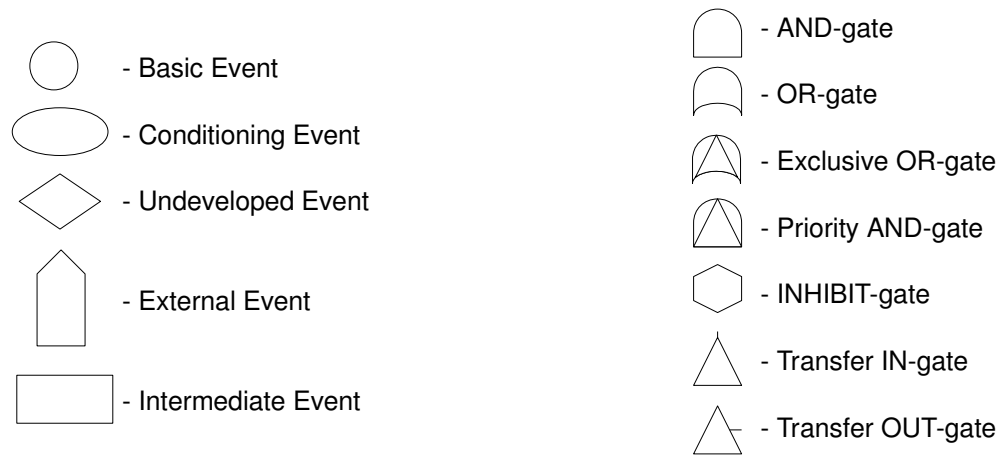 - Basic Event
- Conditioning Event
- Undeveloped Event
- External Event
- Intermediate Event
- AND-gate
- OR-gate
- Exclusive OR-gate
- Priority AND-gate
- INHIBIT-gate
- Transfer IN-gate
- Transfer OUT-gate